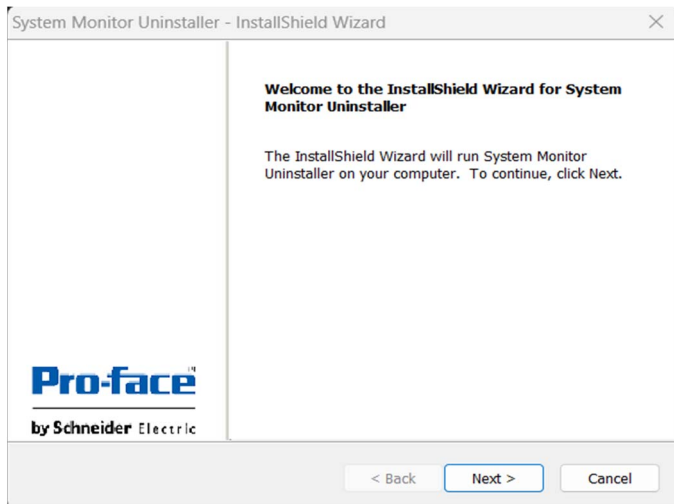 System Monitor Uninstaller - InstallShield Wizard
Welcome to the InstallShield Wizard for System
Monitor Uninstaller
The InstallShield Wizard will run System Monitor
Uninstaller on your computer. To continue, click Next.
Pro-face™
by Schneider Electric
< Back Next > Cancel